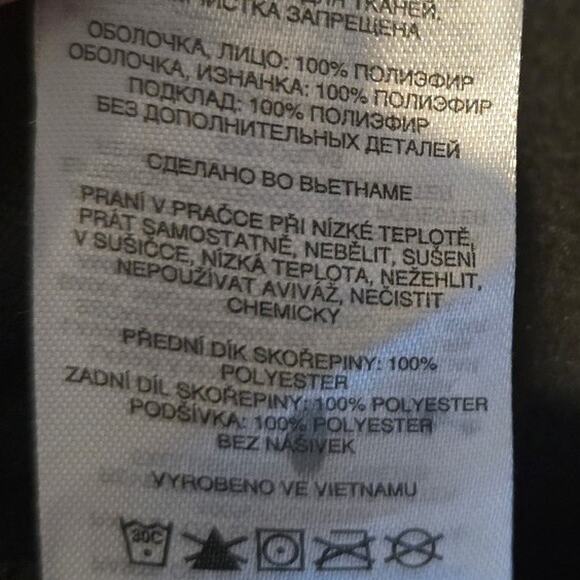 ТКАНЕЙ.
ЗАПРЕЩЕНА
ОБОЛОЧКА, ЛИЦО: 100% ПОЛИЭФИР
ОБОЛОЧКА, ИЗНАНКА: 100% ПОЛИЭФИР
ПОДКЛАД: 100% ПОЛИЭФИР
БЕЗ ДОПОЛНИТЕЛЬНЫХ ДЕТАЛЕЙ
СДЕЛАНО ВО ВЬЕТНАМЕ
PRANÍ V PRAČCE PŘI NÍZKÉ TEPLOTĚ,
PRÁT SAMOSTATNĚ, NEBĚLIT, SUŠENÍ
V SUŠIČCE, NÍZKÁ TEPLOTA, NEŽEHLIT,
NEPOUŽÍVAT AVIVÁŽ, NEČISTIT
CHEMICKY
PŘEDNÍ DÍK SKOŘEPINY: 100%
POLYESTER
ZADNÍ DÍL SKOŘEPINY: 100% POLYESTER
PODŠÍVKA: 100% POLYESTER
BEZ NÁŠIVEK
VYROBENO VE VIETNAMU
30C